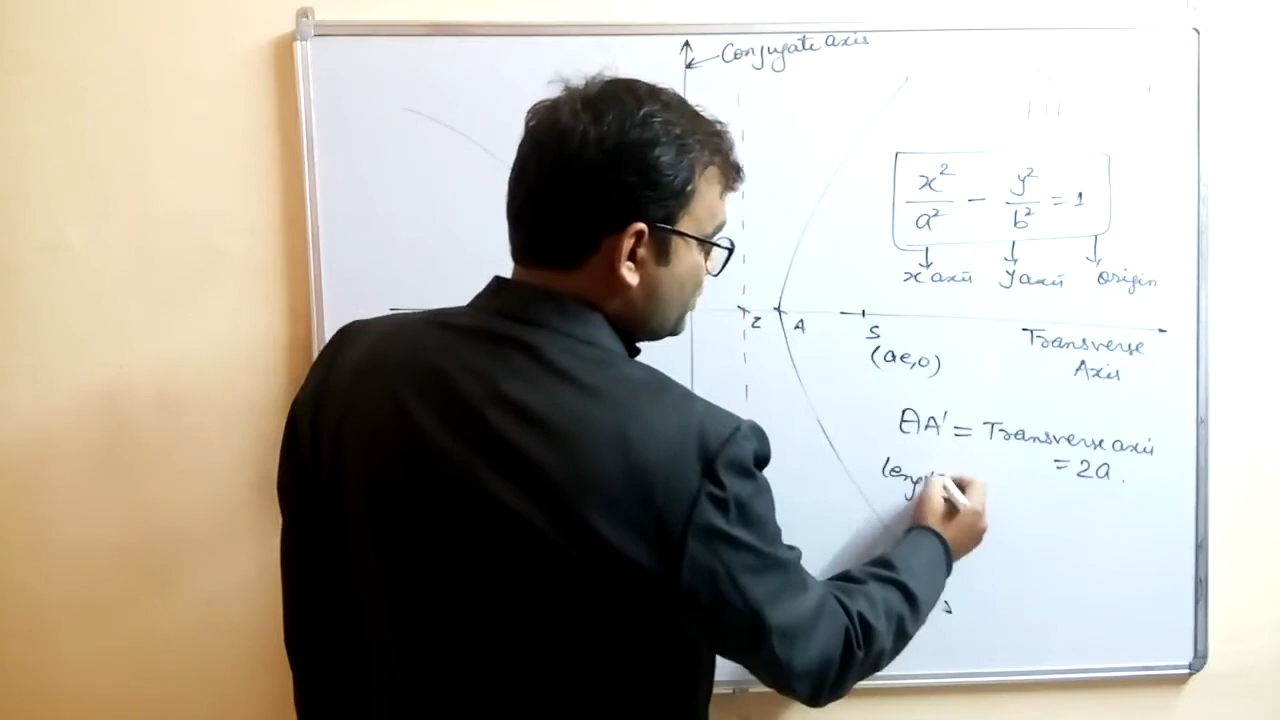 Conjugate axis
x²/a² - y²/b² = 1
x axis y axis origin
Z A S
(ae,0)
Transverse
Axis
AA' = Transverse axis
= 2a.